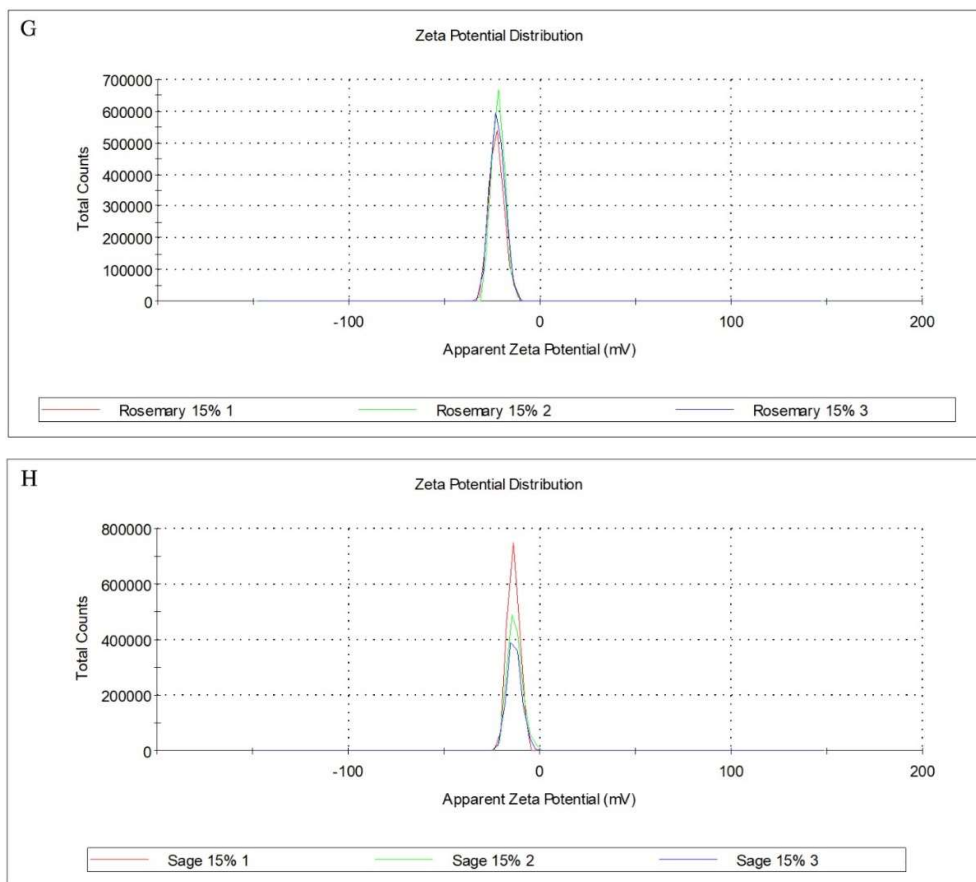 G
Zeta Potential Distribution
700000
600000
500000
400000
300000
200000
100000
0
Total Counts
-100 0 100 200
Apparent Zeta Potential (mV)
Rosemary 15% 1 Rosemary 15% 2 Rosemary 15% 3
H
Zeta Potential Distribution
800000
600000
400000
200000
0
Total Counts
-100 0 100 200
Apparent Zeta Potential (mV)
Sage 15% 1 Sage 15% 2 Sage 15% 3